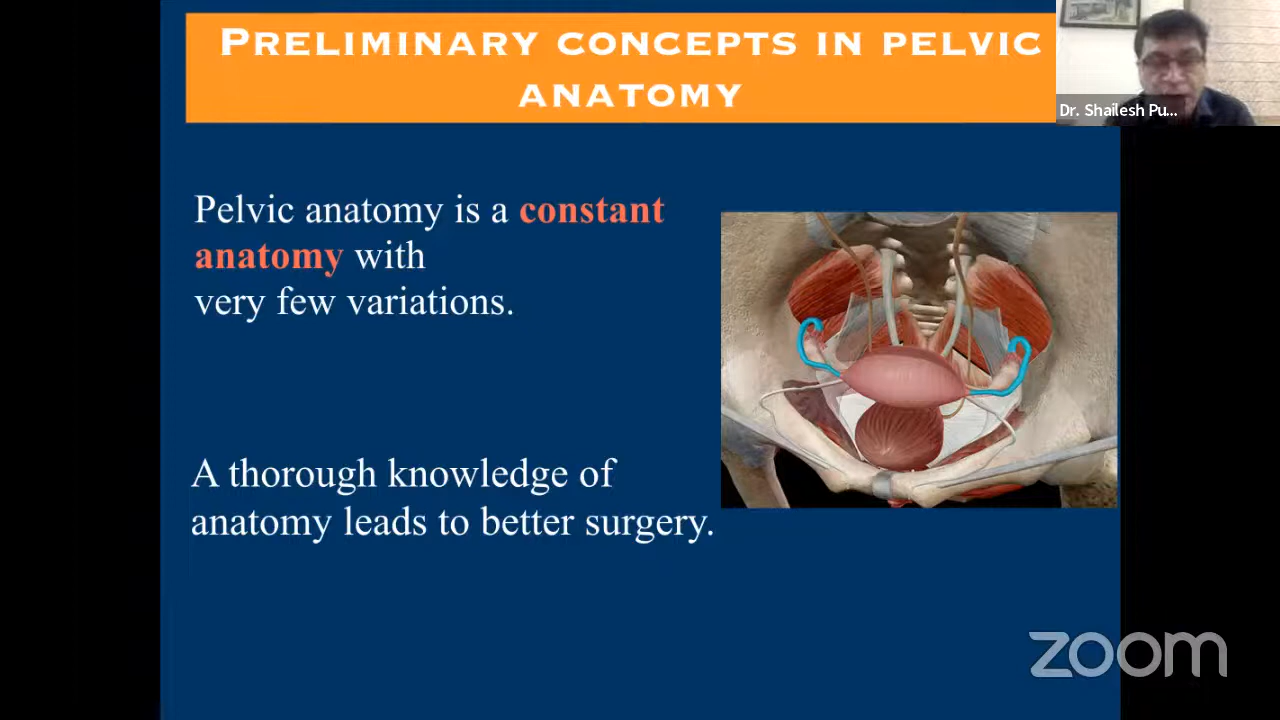 PRELIMINARY CONCEPTS IN PELVIC
ANATOMY
Dr. Shailesh Pu...
Pelvic anatomy is a constant
anatomy with
very few variations.
A thorough knowledge of
anatomy leads to better surgery.
zoom